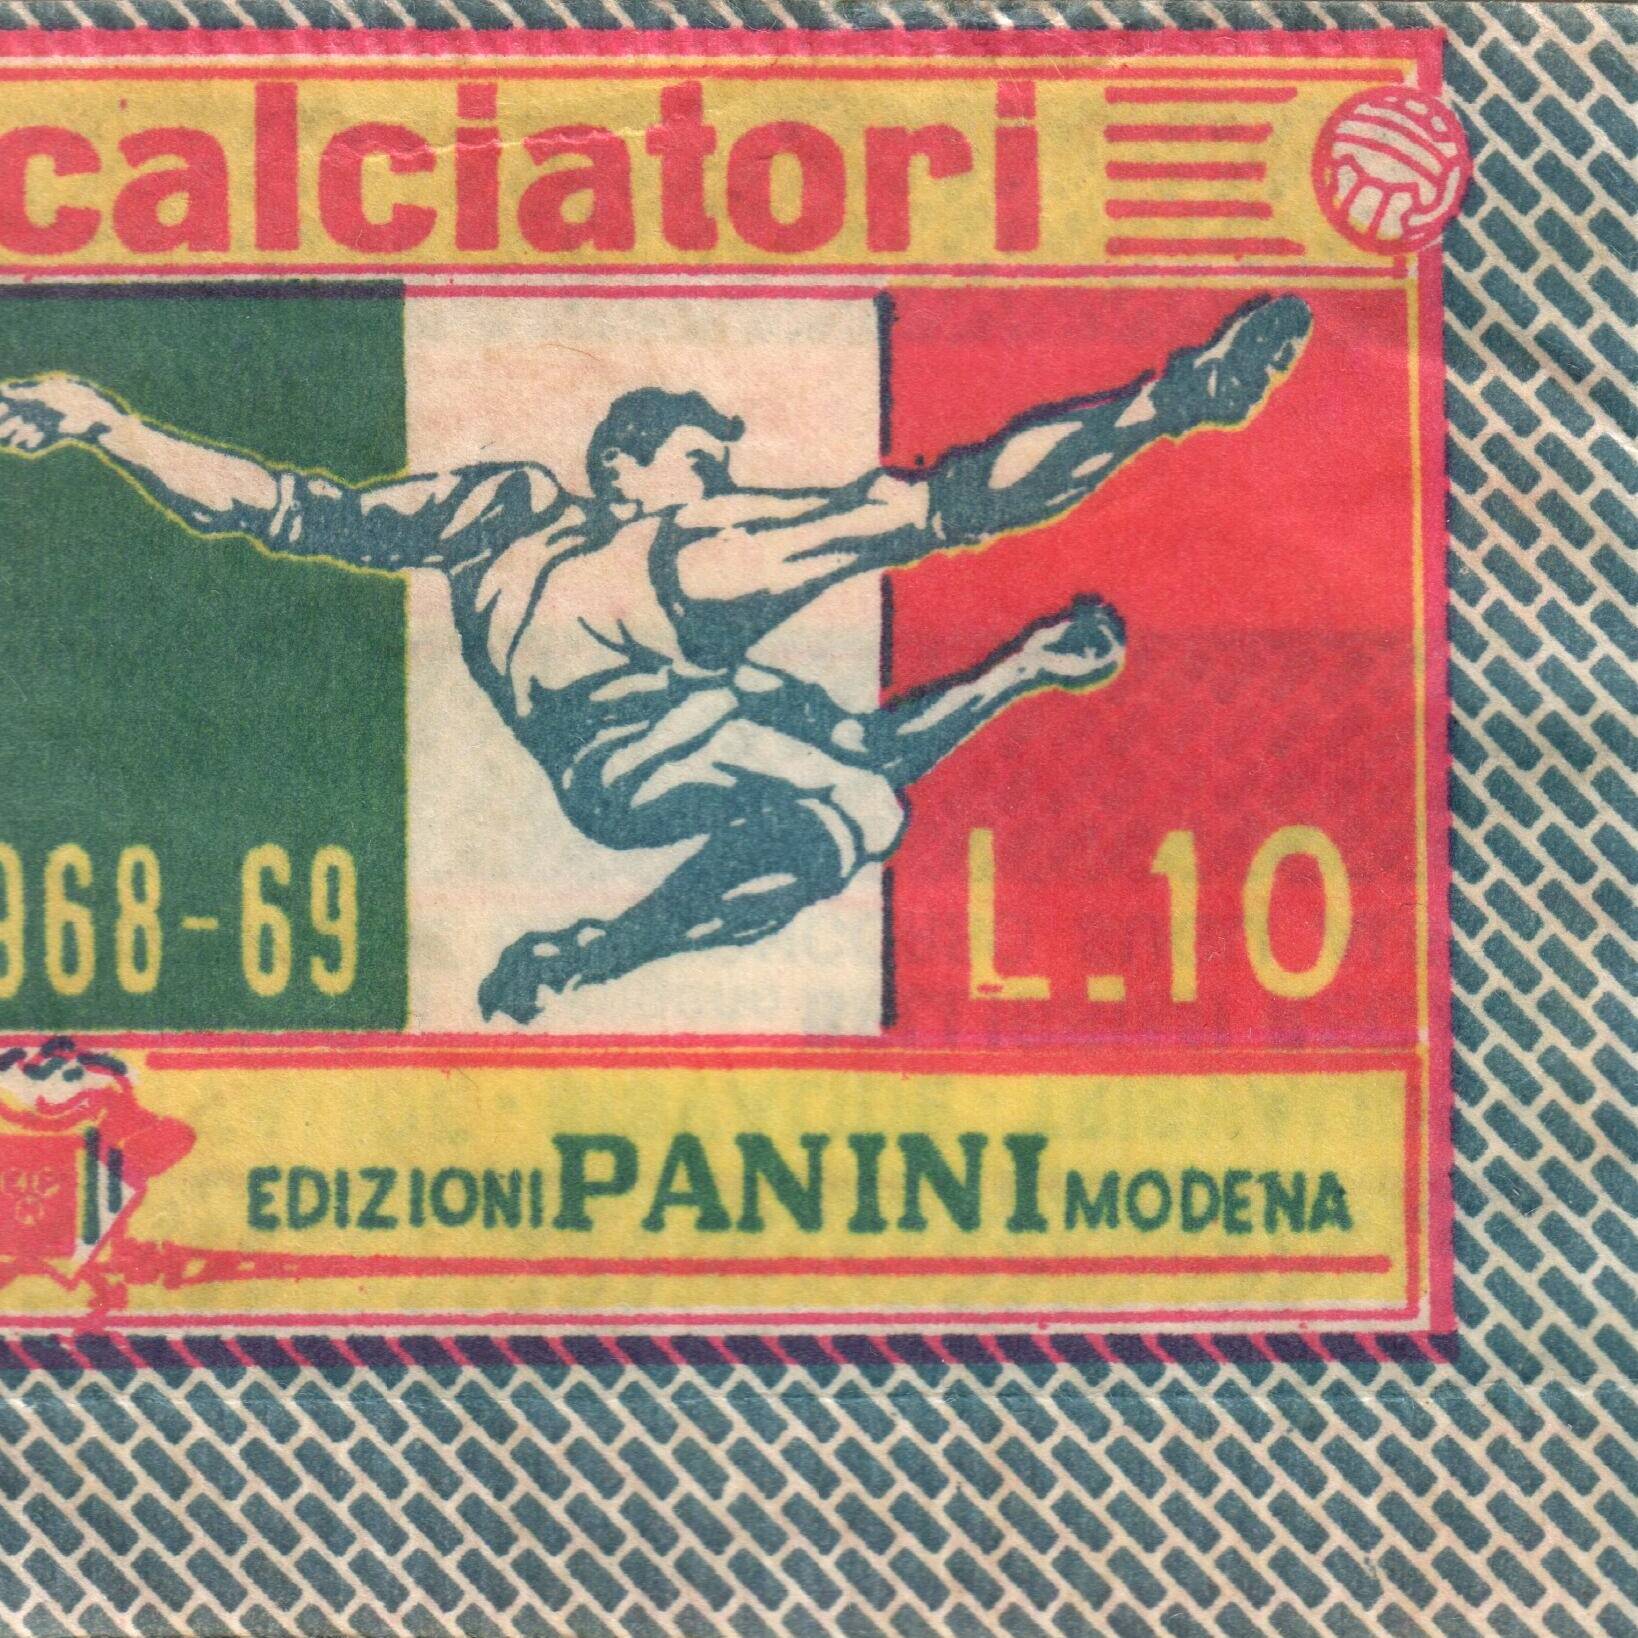 calciatori
968-69
L.10
EDIZIONI PANINI MODENA